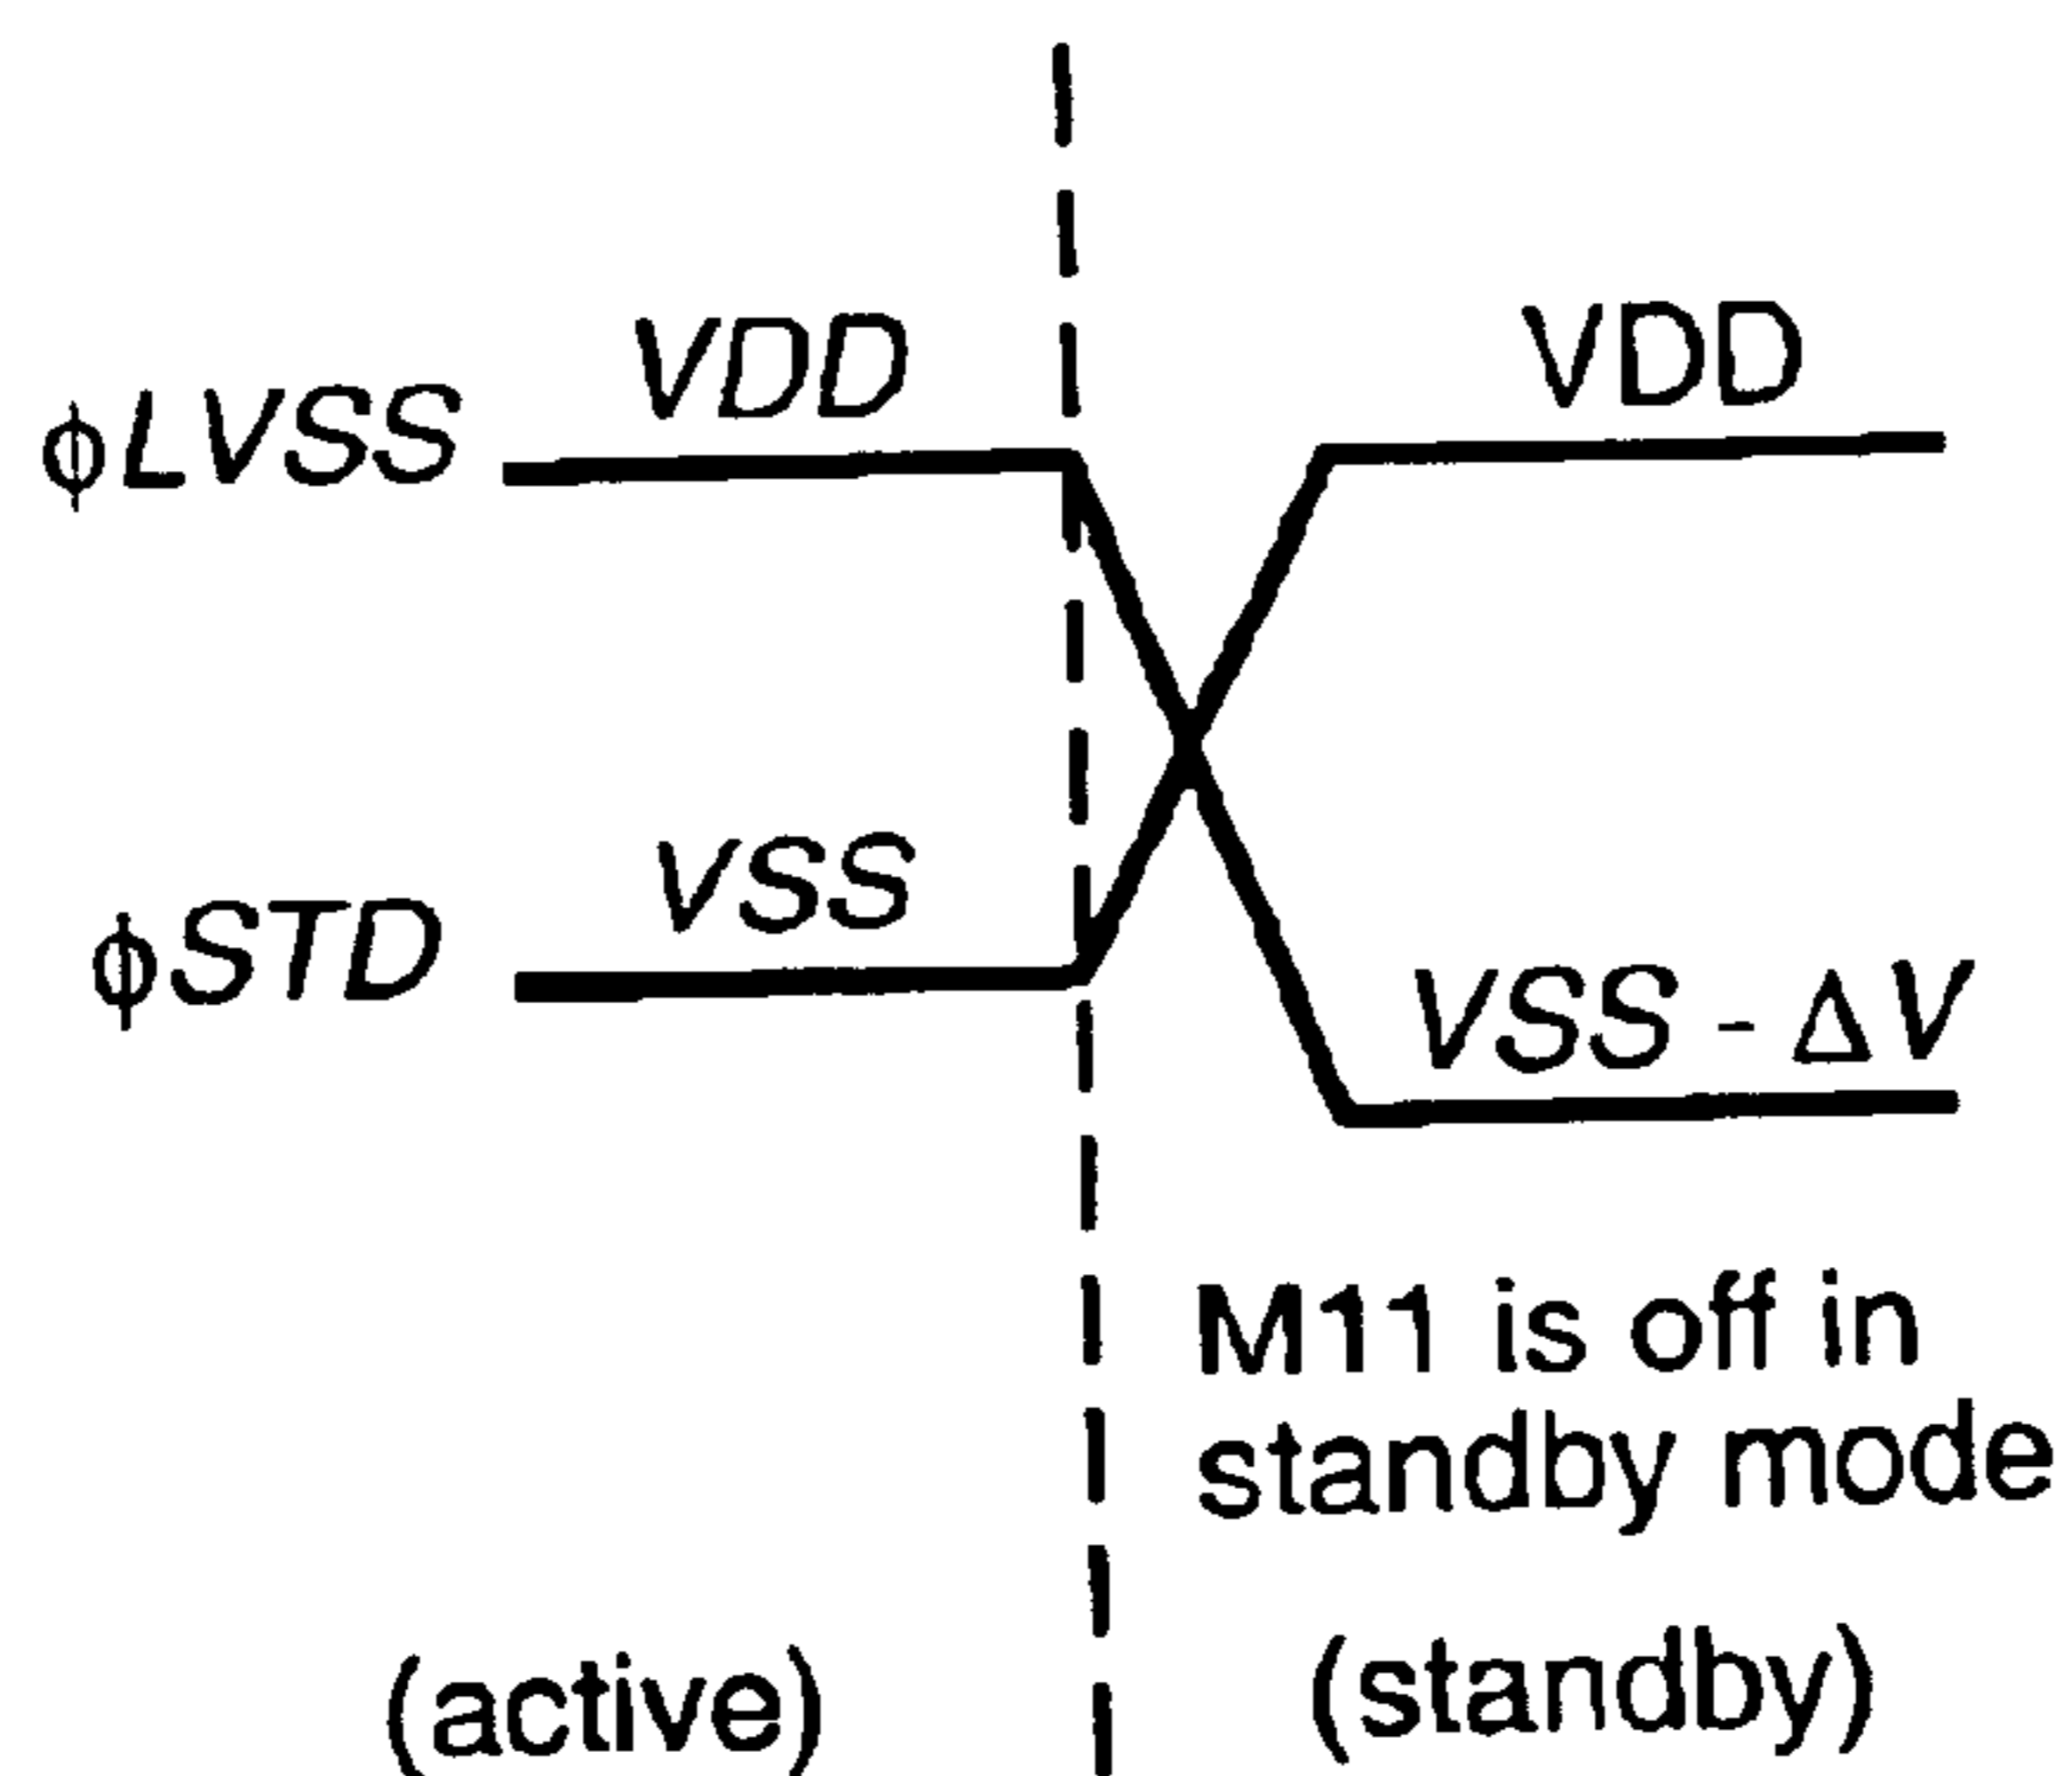 VDD
VDD
ϕLVSS
VSS
ϕSTD
VSS - ΔV
M11 is off in
standby mode
(active)
(standby)